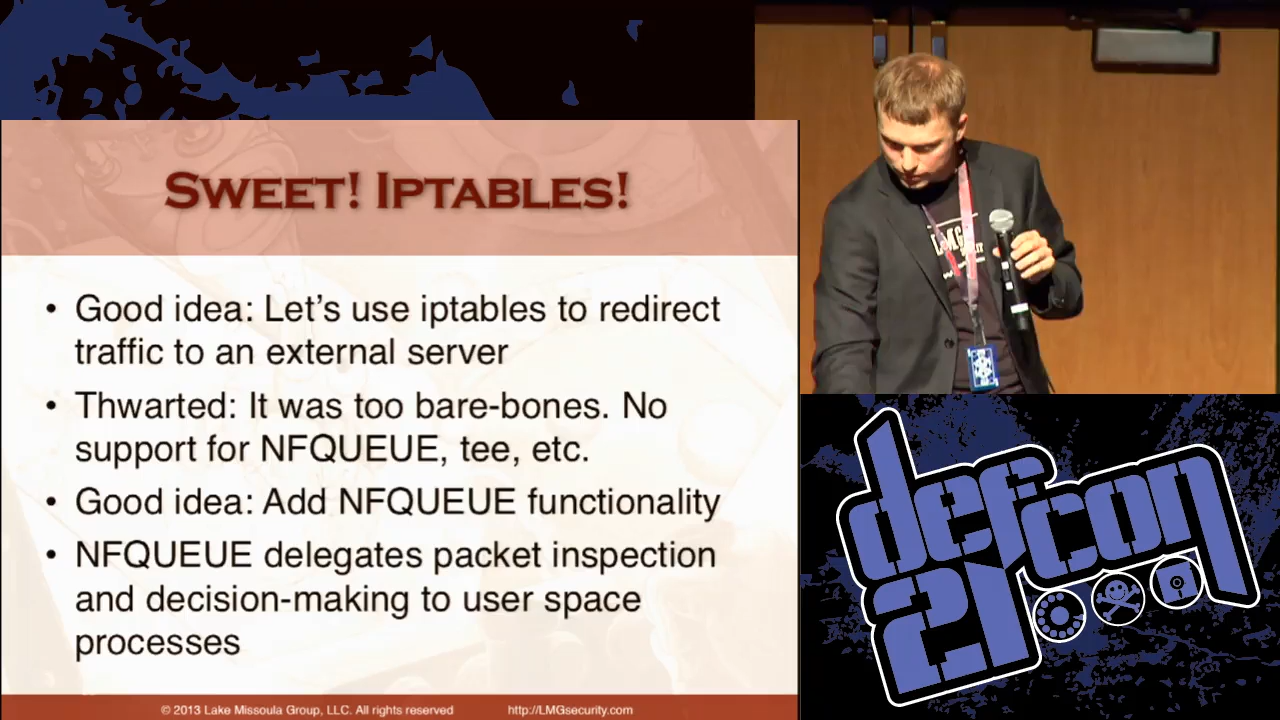 SWEET! IPTABLES!
• Good idea: Let's use iptables to redirect
traffic to an external server
• Thwarted: It was too bare-bones. No
support for NFQUEUE, tee, etc.
• Good idea: Add NFQUEUE functionality
• NFQUEUE delegates packet inspection
and decision-making to user space
processes
© 2013 Lake Missoula Group, LLC. All rights reserved http://LMGsecurity.com
LMG
defcon
21